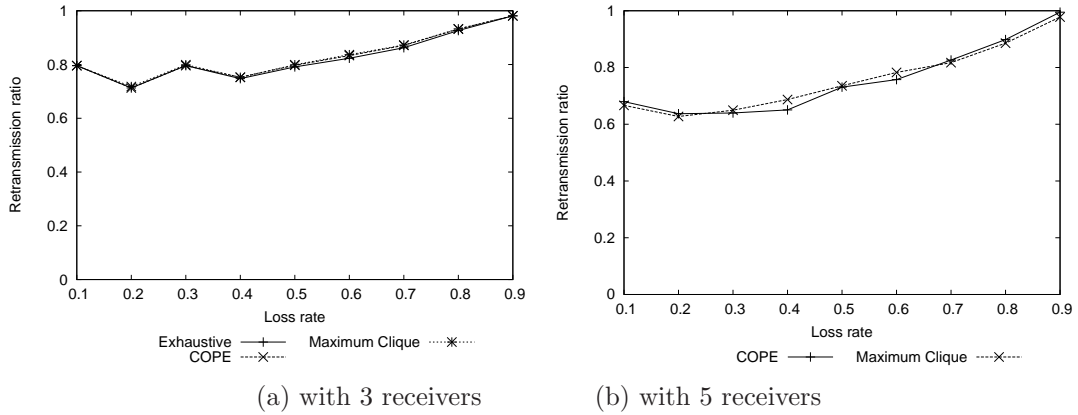 1
0.8
0.6
0.4
0.2
0
Retransmission ratio
0.1 0.2 0.3 0.4 0.5 0.6 0.7 0.8 0.9
Loss rate
Exhaustive Maximum Clique
COPE
(a) with 3 receivers
1
0.8
0.6
0.4
0.2
0
Retransmission ratio
0.1 0.2 0.3 0.4 0.5 0.6 0.7 0.8 0.9
Loss rate
COPE Maximum Clique
(b) with 5 receivers